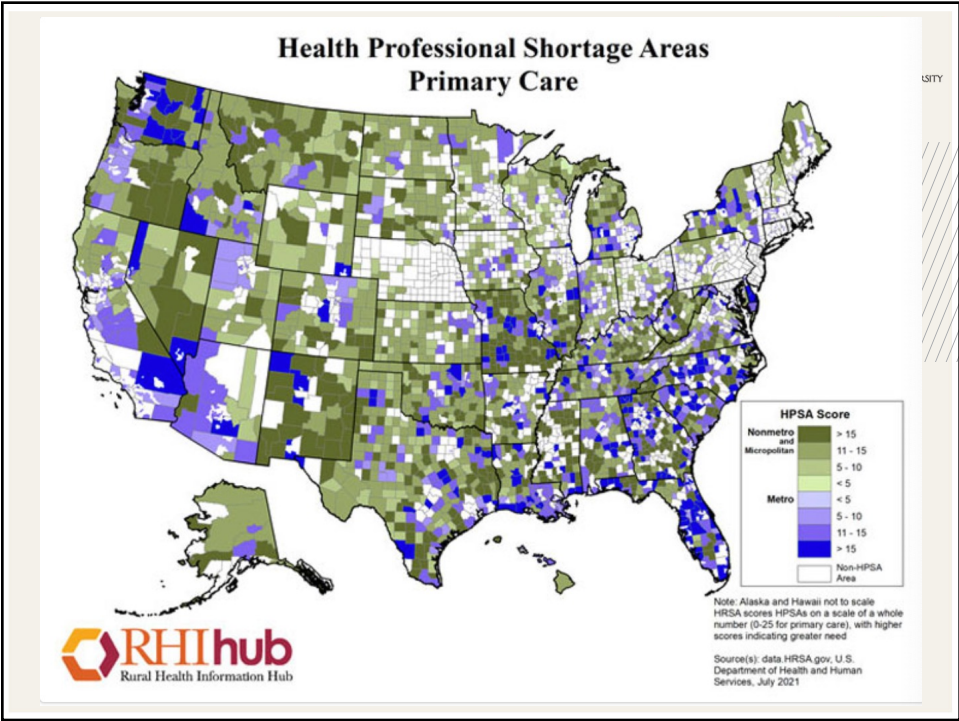 Health Professional Shortage Areas
Primary Care
RSITY
HPSA Score
Nonmetro
and
Micropolitan
> 15
11 - 15
5 - 10
< 5
Metro
< 5
5 - 10
11 - 15
> 15
Non-HPSA
Area
Note: Alaska and Hawaii not to scale
HRSA scores HPSAs on a scale of a whole
number (0-25 for primary care), with higher
scores indicating greater need
Source(s): data.HRSA.gov, U.S.
Department of Health and Human
Services, July 2021
RHIhub
Rural Health Information Hub